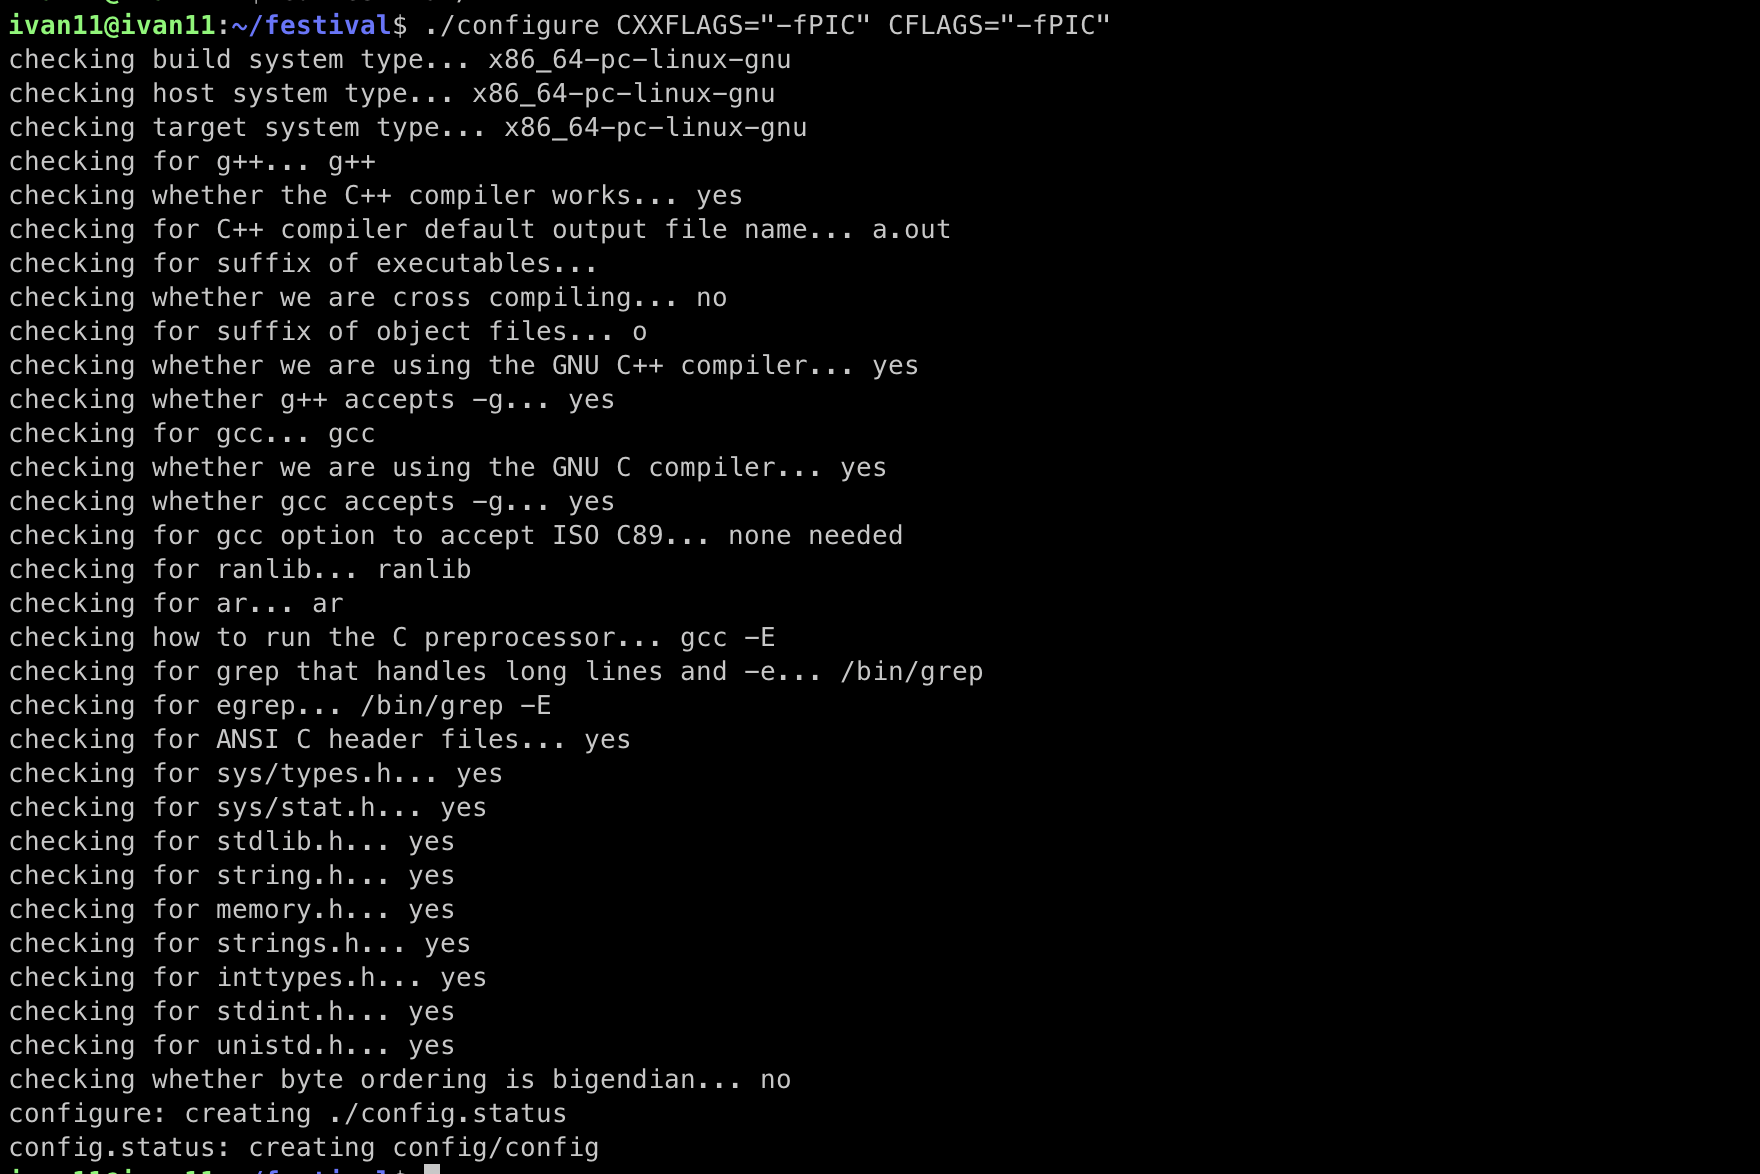 ivan11@ivan11:~/festival$ ./configure CXXFLAGS="-fPIC" CFLAGS="-fPIC"
checking build system type... x86_64-pc-linux-gnu
checking host system type... x86_64-pc-linux-gnu
checking target system type... x86_64-pc-linux-gnu
checking for g++... g++
checking whether the C++ compiler works... yes
checking for C++ compiler default output file name... a.out
checking for suffix of executables...
checking whether we are cross compiling... no
checking for suffix of object files... o
checking whether we are using the GNU C++ compiler... yes
checking whether g++ accepts -g... yes
checking for gcc... gcc
checking whether we are using the GNU C compiler... yes
checking whether gcc accepts -g... yes
checking for gcc option to accept ISO C89... none needed
checking for ranlib... ranlib
checking for ar... ar
checking how to run the C preprocessor... gcc -E
checking for grep that handles long lines and -e... /bin/grep
checking for egrep... /bin/grep -E
checking for ANSI C header files... yes
checking for sys/types.h... yes
checking for sys/stat.h... yes
checking for stdlib.h... yes
checking for string.h... yes
checking for memory.h... yes
checking for strings.h... yes
checking for inttypes.h... yes
checking for stdint.h... yes
checking for unistd.h... yes
checking whether byte ordering is bigendian... no
configure: creating ./config.status
config.status: creating config/config